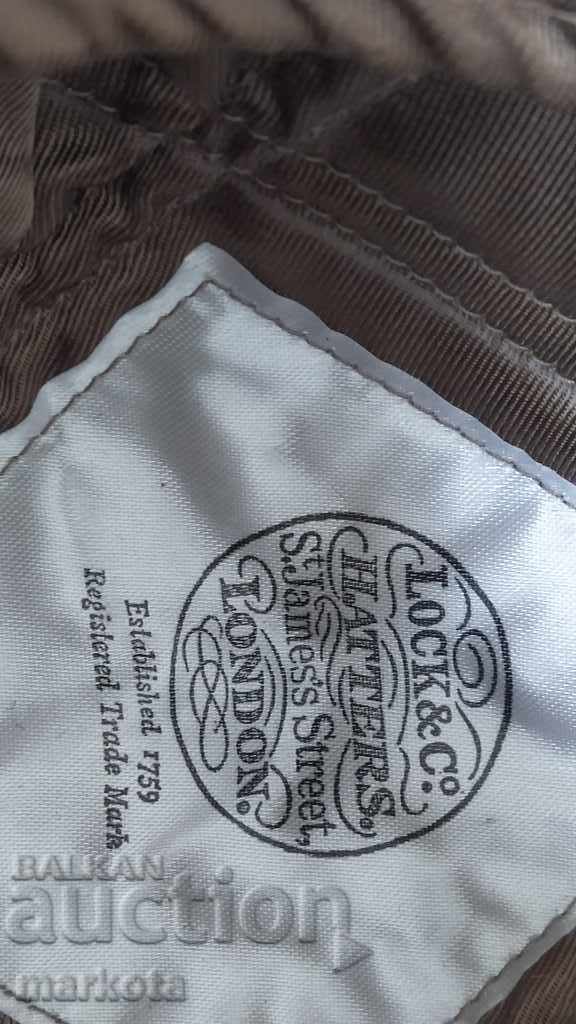 LOCK & Cº.
HATTERS,
St. James's Street,
LONDON.
Established 1759
Registered Trade Mark
BALKAN
auction
markota